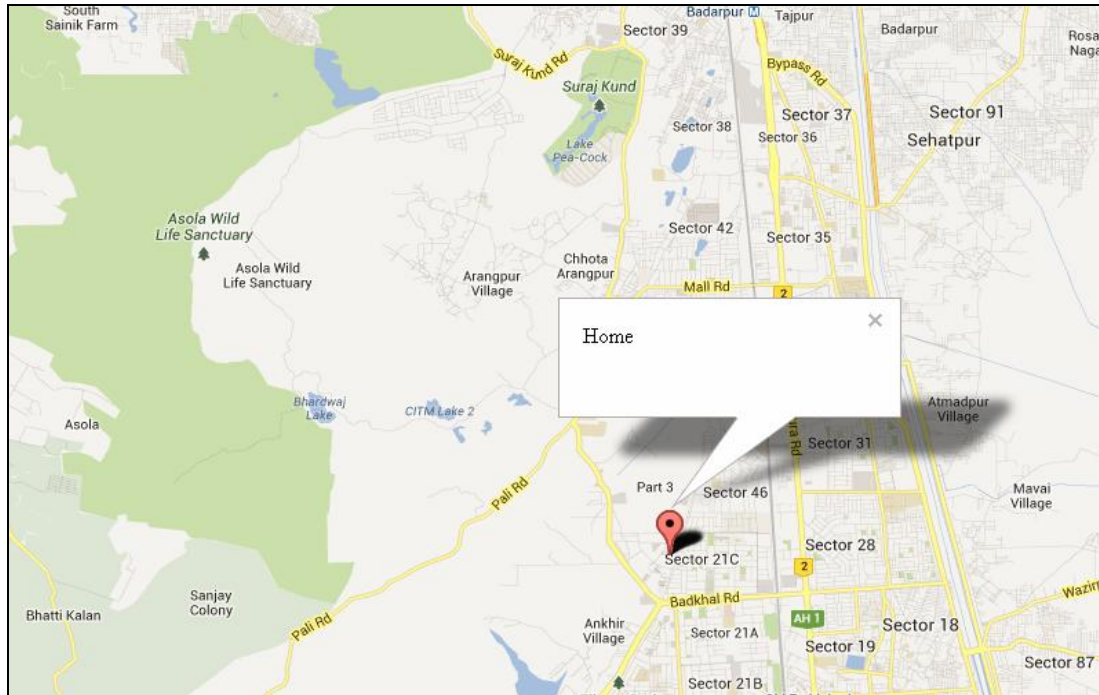 South
Sainik Farm
Badarpur
Tajpur
Badarpur
Sector 39
Suraj Kund Rd
Bypass Rd
Suraj Kund
Sector 37
Sector 91
Sector 38
Sector 36
Sehatpur
Lake
Pea-Cock
Asola Wild
Life Sanctuary
Sector 42
Sector 35
Asola Wild
Life Sanctuary
Arangpur
Village
Chhota
Arangpur
Mall Rd
2
Home
Bhardwaj
Lake
CITM Lake 2
Atmadpur
Village
Asola
Sector 31
Pali Rd
Part 3
Sector 46
Mavai
Village
Sector 28
Sector 21C
2
Sanjay
Colony
Badkhal Rd
Bhatti Kalan
Pali Rd
AH 1
Ankhir
Village
Sector 21A
Sector 18
Sector 19
Sector 87
Sector 21B